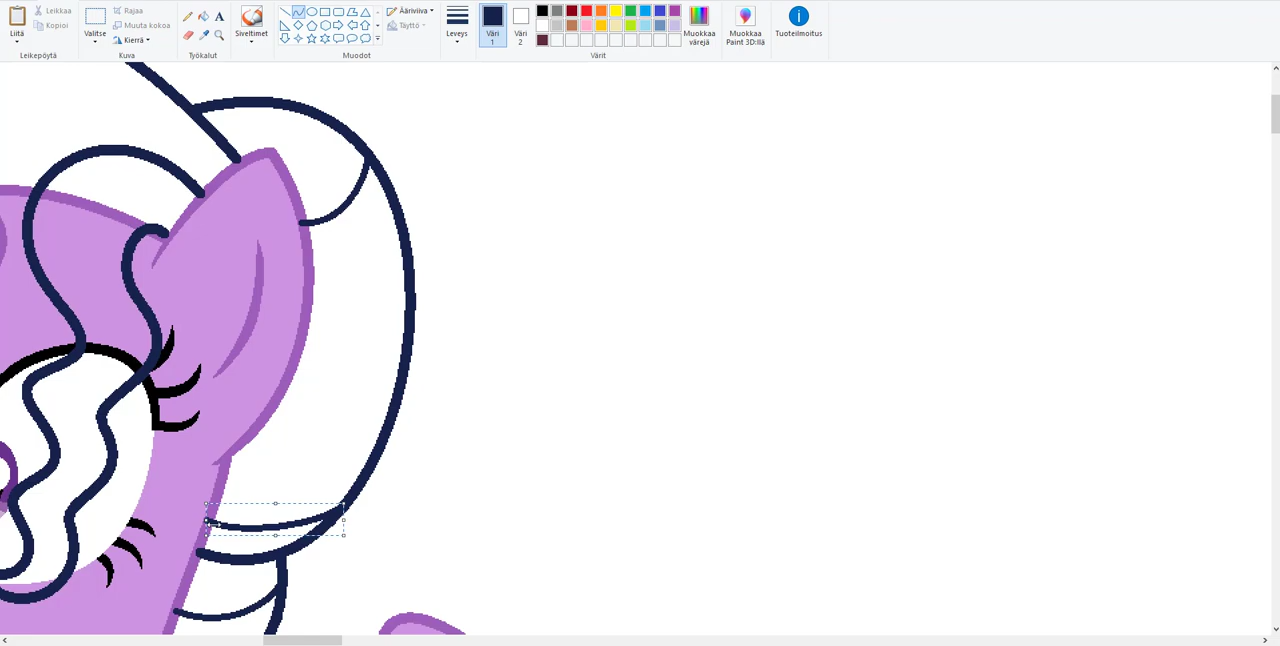 Liitä
Leikkaa
Kopioi
Leikepöytä
Valitse
Rajaa
Muuta kokoa
Kierrä
Kuva
A
Työkalut
Siveltimet
Ääriviiva
Täyttö
Muodot
Leveys
Väri
1
Väri
2
Värit
Muokkaa
värejä
Muokkaa
Paint 3D:llä
Tuoteilmoitus